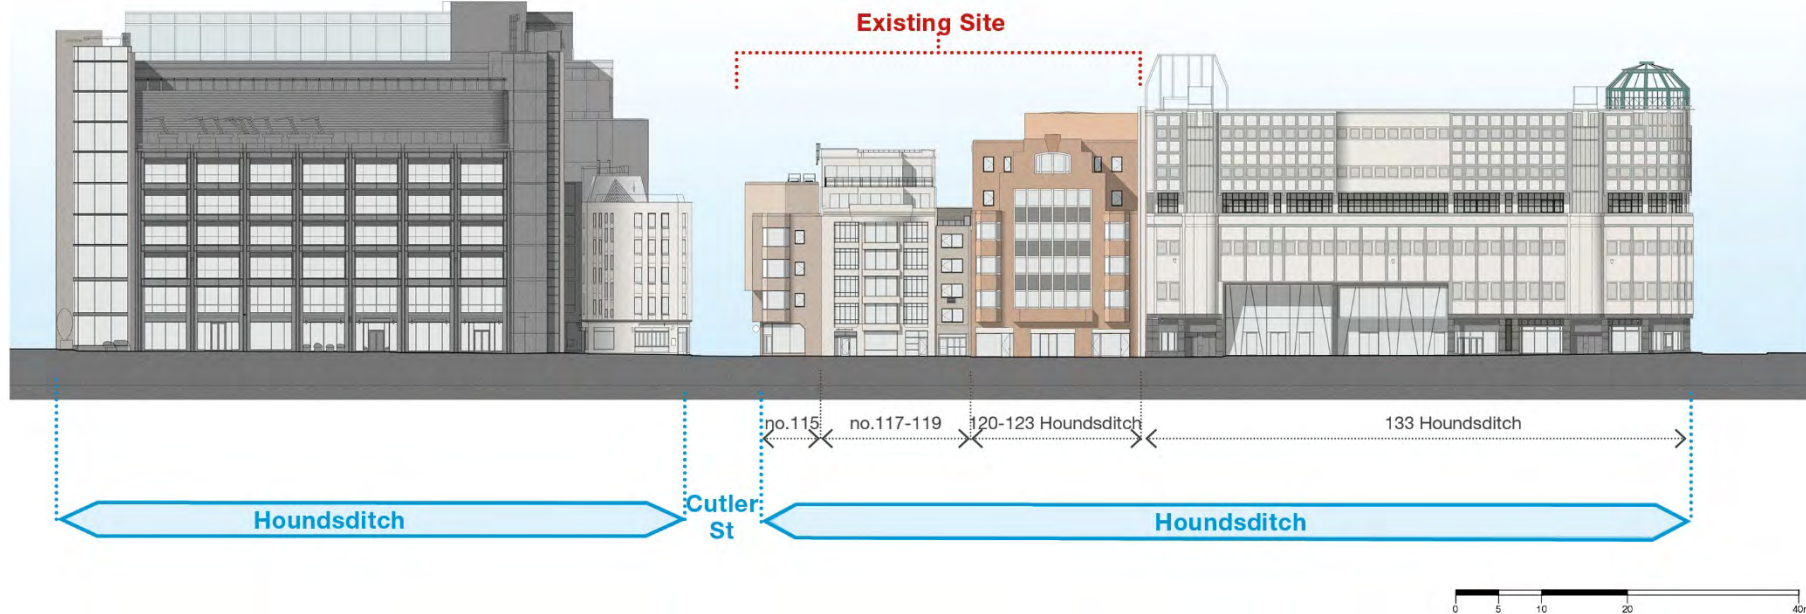 Existing Site
no.115
no.117-119
120-123 Houndsditch
133 Houndsditch
Houndsditch
Cutler
St
Houndsditch
0 5 10 20 40m